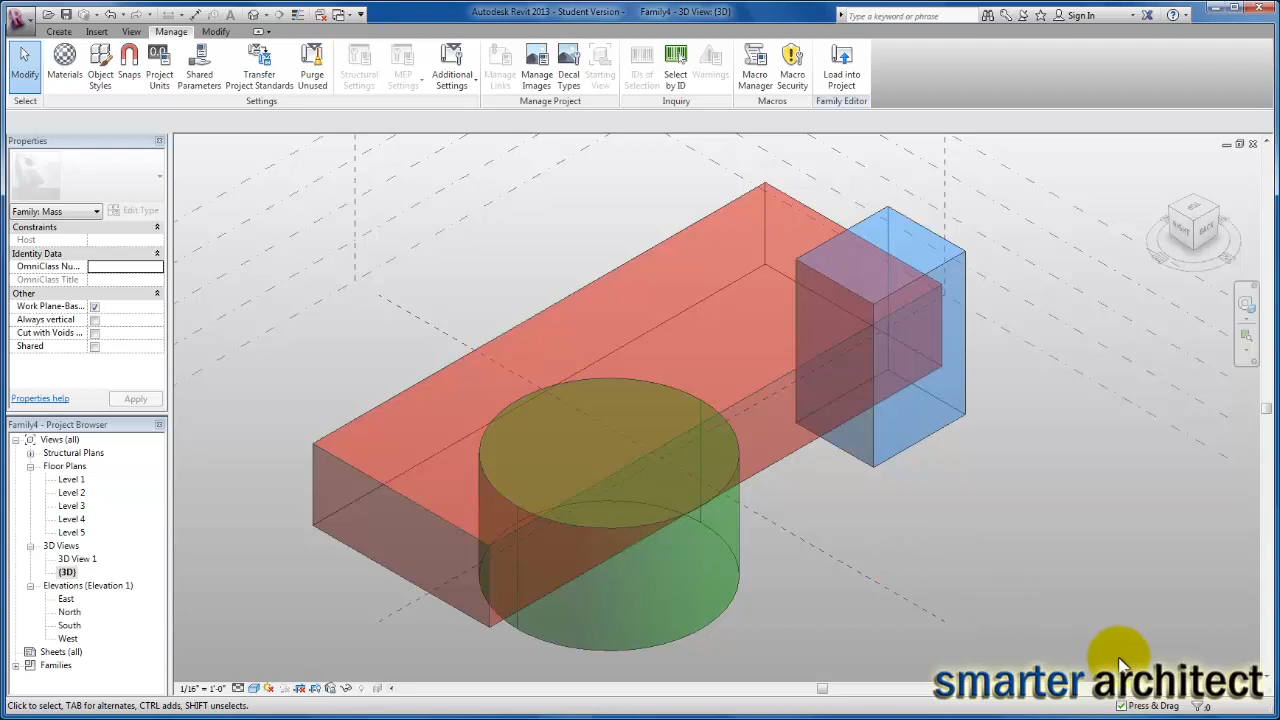 Autodesk Revit 2013 - Student Version - Family4 - 3D View: {3D}
Type a keyword or phrase
Sign In
Create Insert View Manage Modify
Modify
Materials
Object Styles
Snaps
Project Units
Shared Parameters
Transfer Project Standards
Purge Unused
Structural Settings
MEP Settings
Additional Settings
Manage Links
Manage Images
Decal Types
Starting View
IDs of Selection
Select by ID
Warnings
Macro Manager
Macro Security
Load into Project
Select Settings Manage Project Inquiry Macros Family Editor
Properties
Family: Mass
Edit Type
Constraints
Host
Identity Data
OmniClass Nu...
OmniClass Title
Other
Work Plane-Bas...
Always vertical
Cut with Voids ...
Shared
Properties help
Apply
Family4 - Project Browser
Views (all)
Structural Plans
Floor Plans
Level 1
Level 2
Level 3
Level 4
Level 5
3D Views
3D View 1
{3D}
Elevations (Elevation 1)
East
North
South
West
Sheets (all)
Families
RIGHT
BACK
1/16" = 1'-0"
smarter architect
Click to select, TAB for alternates, CTRL adds, SHIFT unselects.
Press & Drag
:0